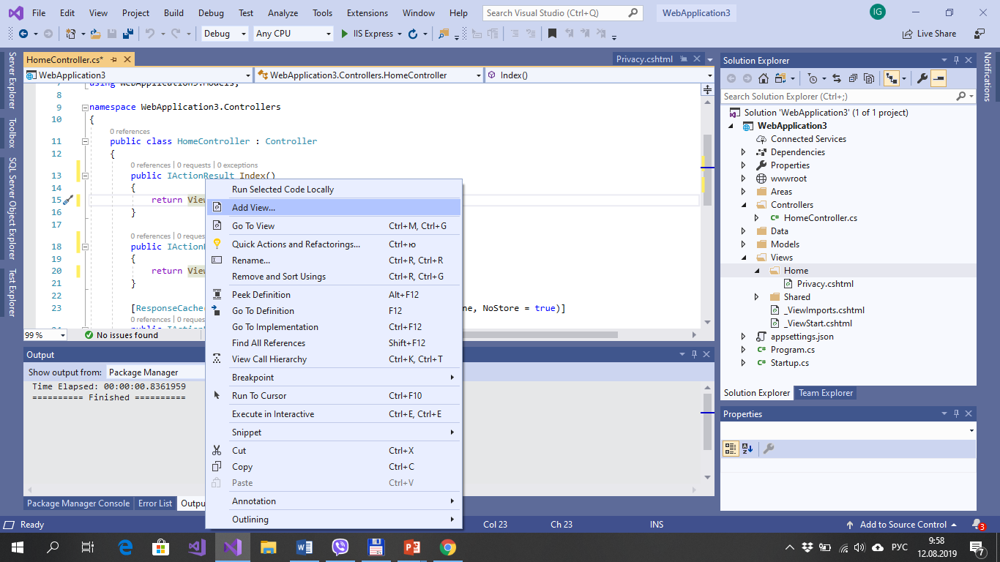 File Edit View Project Build Debug Test Analyze Tools Extensions Window Help Search Visual Studio (Ctrl+Q) WebApplication3 IG
Debug Any CPU IIS Express Live Share
Server Explorer
Toolbox
SQL Server Object Explorer
Test Explorer
HomeController.cs* Privacy.cshtml
WebApplication3 WebApplication3.Controllers.HomeController Index()
7 using WebApplication3.Models;
8
9 namespace WebApplication3.Controllers
10 {
0 references
11 public class HomeController : Controller
12 {
0 references | 0 requests | 0 exceptions
13 public IActionResult Index()
14 {
15 return View
16 }
17
0 references | 0 reques
18 public IAction
19 {
20 return View
21 }
22
23 [ResponseCache( ne, NoStore = true)]
0 references | 0 reques
99 % No issues found
Run Selected Code Locally
Add View...
Go To View Ctrl+M, Ctrl+G
Quick Actions and Refactorings... Ctrl+ю
Rename... Ctrl+R, Ctrl+R
Remove and Sort Usings Ctrl+R, Ctrl+G
Peek Definition Alt+F12
Go To Definition F12
Go To Implementation Ctrl+F12
Find All References Shift+F12
View Call Hierarchy Ctrl+K, Ctrl+T
Breakpoint
Run To Cursor Ctrl+F10
Execute in Interactive Ctrl+E, Ctrl+E
Snippet
Cut Ctrl+X
Copy Ctrl+C
Paste Ctrl+V
Annotation
Outlining
Output
Show output from: Package Manager
Time Elapsed: 00:00:00.8361959
========== Finished ==========
Package Manager Console Error List Outpu
Solution Explorer
Search Solution Explorer (Ctrl+;)
Solution 'WebApplication3' (1 of 1 project)
WebApplication3
Connected Services
Dependencies
Properties
wwwroot
Areas
Controllers
C# HomeController.cs
Data
Models
Views
Home
Privacy.cshtml
Shared
_ViewImports.cshtml
_ViewStart.cshtml
appsettings.json
C# Program.cs
C# Startup.cs
Solution Explorer Team Explorer
Properties
Notifications
Ready Col 23 Ch 23 INS Add to Source Control 3
РУС 9:58
12.08.2019 7